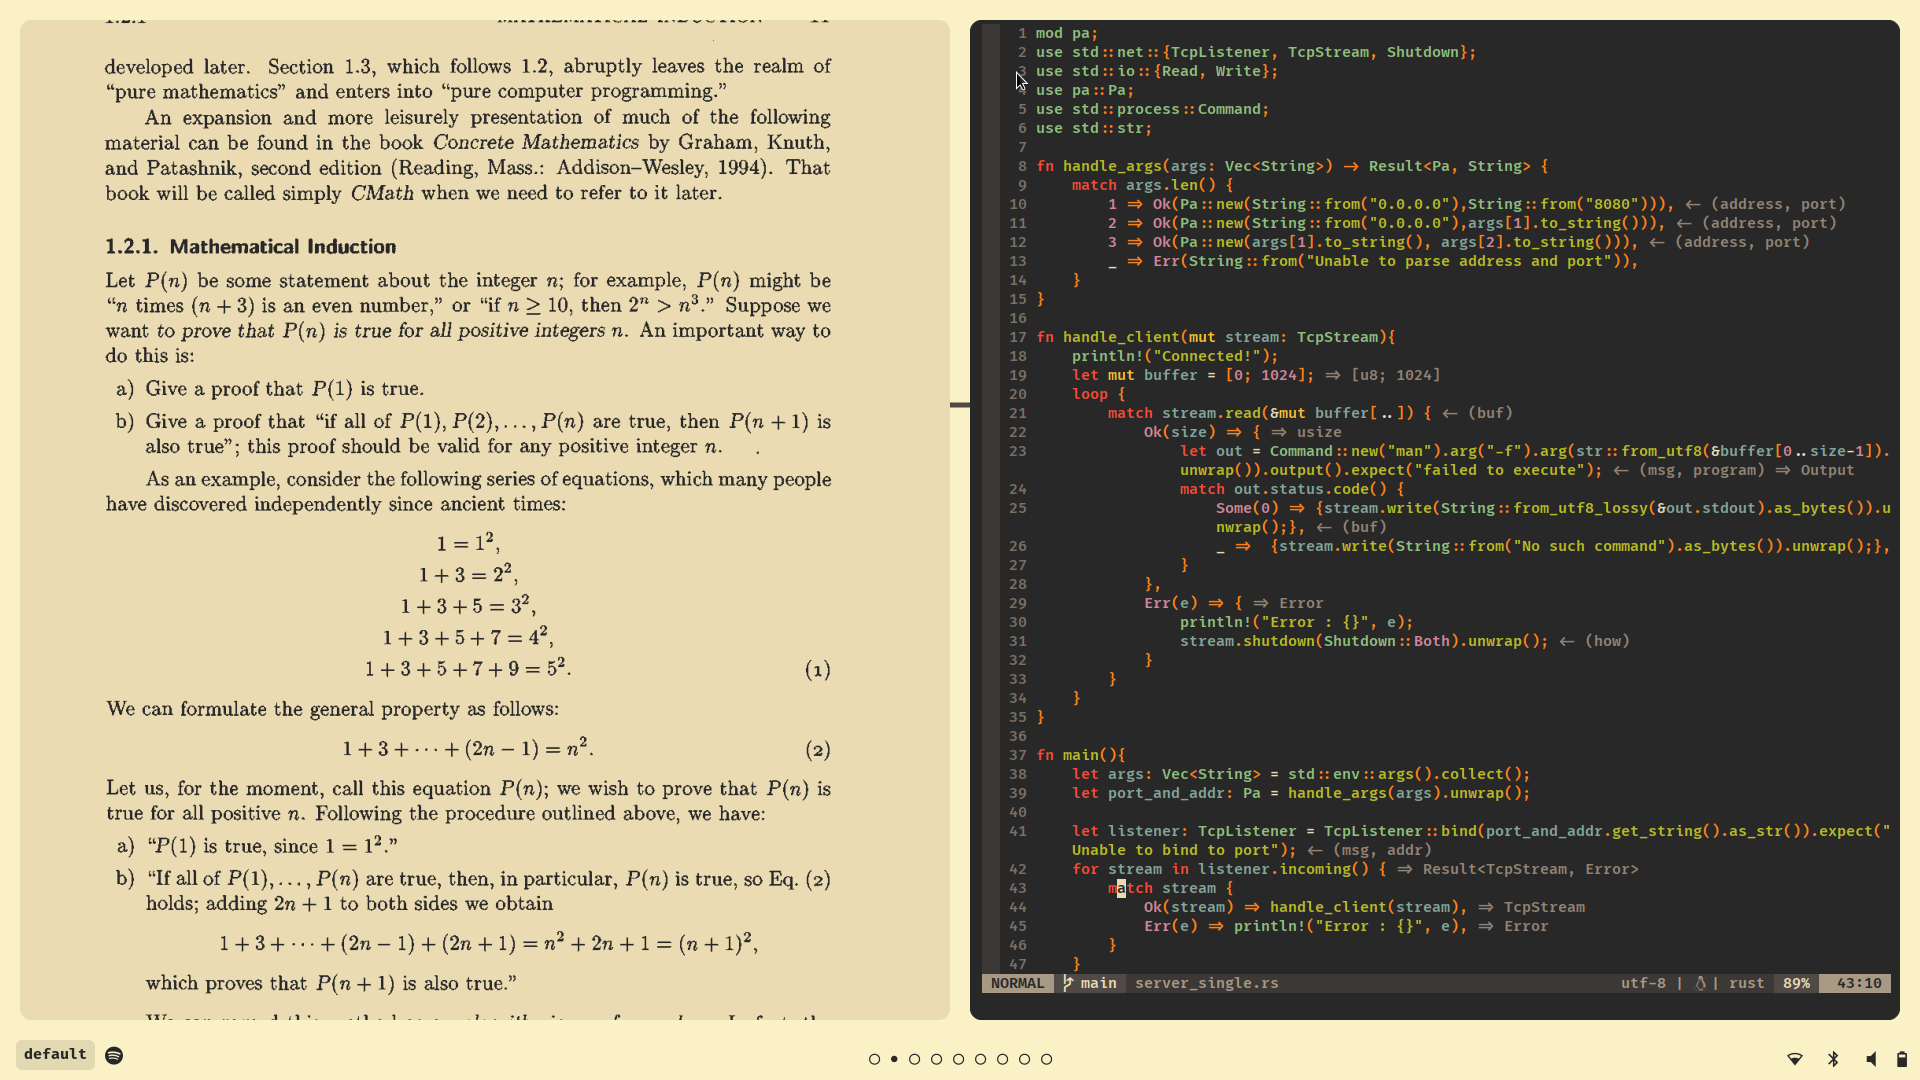 developed later. Section 1.3, which follows 1.2, abruptly leaves the realm of
“pure mathematics” and enters into “pure computer programming.”
An expansion and more leisurely presentation of much of the following
material can be found in the book Concrete Mathematics by Graham, Knuth,
and Patashnik, second edition (Reading, Mass.: Addison–Wesley, 1994). That
book will be called simply CMath when we need to refer to it later.
1.2.1. Mathematical Induction
Let P(n) be some statement about the integer n; for example, P(n) might be
“n times (n + 3) is an even number,” or “if n ≥ 10, then 2ⁿ > n³.” Suppose we
want to prove that P(n) is true for all positive integers n. An important way to
do this is:
a) Give a proof that P(1) is true.
b) Give a proof that “if all of P(1), P(2), . . . , P(n) are true, then P(n + 1) is
also true”; this proof should be valid for any positive integer n.
As an example, consider the following series of equations, which many people
have discovered independently since ancient times:
1 = 1²,
1 + 3 = 2²,
1 + 3 + 5 = 3²,
1 + 3 + 5 + 7 = 4²,
1 + 3 + 5 + 7 + 9 = 5². (1)
We can formulate the general property as follows:
1 + 3 + · · · + (2n − 1) = n². (2)
Let us, for the moment, call this equation P(n); we wish to prove that P(n) is
true for all positive n. Following the procedure outlined above, we have:
a) “P(1) is true, since 1 = 1².”
b) “If all of P(1), . . . , P(n) are true, then, in particular, P(n) is true, so Eq. (2)
holds; adding 2n + 1 to both sides we obtain
1 + 3 + · · · + (2n − 1) + (2n + 1) = n² + 2n + 1 = (n + 1)²,
which proves that P(n + 1) is also true.”
1 mod pa;
2 use std::net::{TcpListener, TcpStream, Shutdown};
3 use std::io::{Read, Write};
4 use pa::Pa;
5 use std::process::Command;
6 use std::str;
7
8 fn handle_args(args: Vec<String>) → Result<Pa, String> {
9 match args.len() {
10 1 ⇒ Ok(Pa::new(String::from("0.0.0.0"),String::from("8080"))), ← (address, port)
11 2 ⇒ Ok(Pa::new(String::from("0.0.0.0"),args[1].to_string())), ← (address, port)
12 3 ⇒ Ok(Pa::new(args[1].to_string(), args[2].to_string())), ← (address, port)
13 _ ⇒ Err(String::from("Unable to parse address and port")),
14 }
15 }
16
17 fn handle_client(mut stream: TcpStream){
18 println!("Connected!");
19 let mut buffer = [0; 1024]; ⇒ [u8; 1024]
20 loop {
21 match stream.read(&mut buffer[..]) { ← (buf)
22 Ok(size) ⇒ { ⇒ usize
23 let out = Command::new("man").arg("-f").arg(str::from_utf8(&buffer[0..size-1]).
unwrap()).output().expect("failed to execute"); ← (msg, program) ⇒ Output
24 match out.status.code() {
25 Some(0) ⇒ {stream.write(String::from_utf8_lossy(&out.stdout).as_bytes()).u
nwrap();}, ← (buf)
26 _ ⇒ {stream.write(String::from("No such command").as_bytes()).unwrap();},
27 }
28 },
29 Err(e) ⇒ { ⇒ Error
30 println!("Error : {}", e);
31 stream.shutdown(Shutdown::Both).unwrap(); ← (how)
32 }
33 }
34 }
35 }
36
37 fn main(){
38 let args: Vec<String> = std::env::args().collect();
39 let port_and_addr: Pa = handle_args(args).unwrap();
40
41 let listener: TcpListener = TcpListener::bind(port_and_addr.get_string().as_str()).expect("
Unable to bind to port"); ← (msg, addr)
42 for stream in listener.incoming() { ⇒ Result<TcpStream, Error>
43 match stream {
44 Ok(stream) ⇒ handle_client(stream), ⇒ TcpStream
45 Err(e) ⇒ println!("Error : {}", e), ⇒ Error
46 }
47 }
NORMAL main server_single.rs utf-8 | | rust 89% 43:10
default